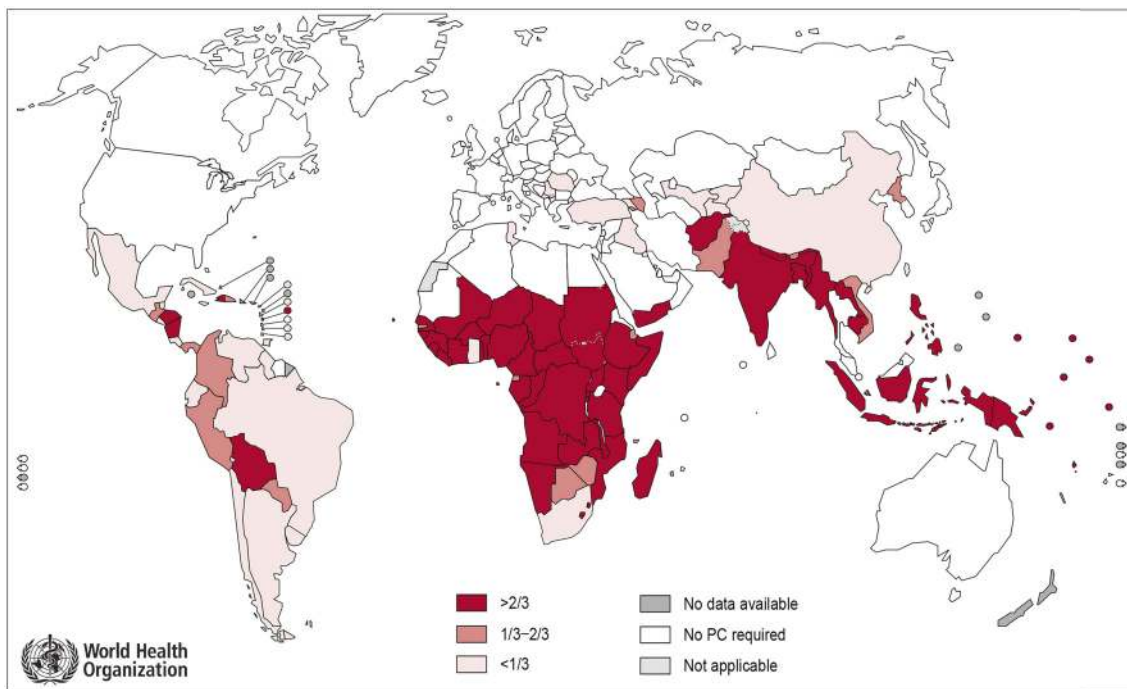 >2/3
1/3–2/3
<1/3
No data available
No PC required
Not applicable
World Health
Organization